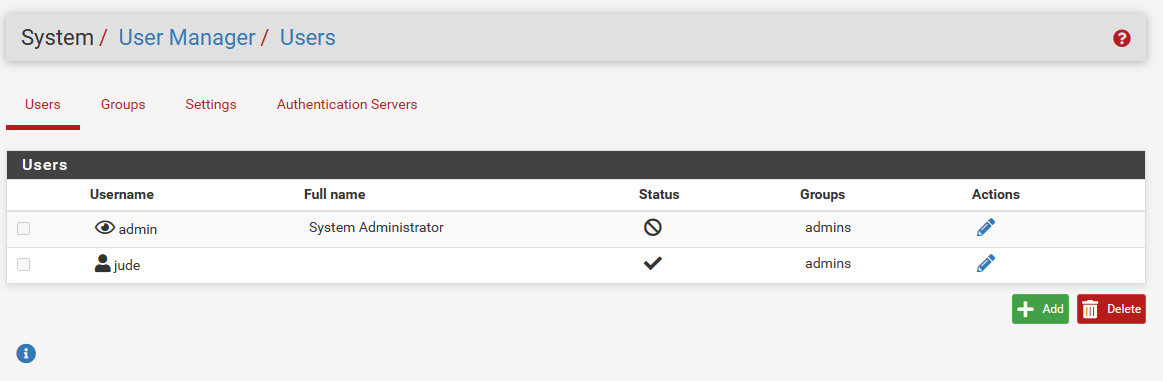 System / User Manager / Users
Users Groups Settings Authentication Servers
Users
Username Full name Status Groups Actions
admin System Administrator admins
jude admins
Add Delete